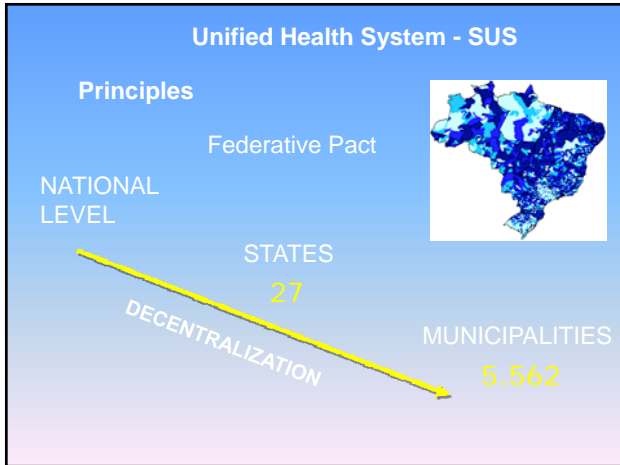 Unified Health System - SUS
Principles
Federative Pact
NATIONAL
LEVEL
STATES
27
DECENTRALIZATION
MUNICIPALITIES
5.562